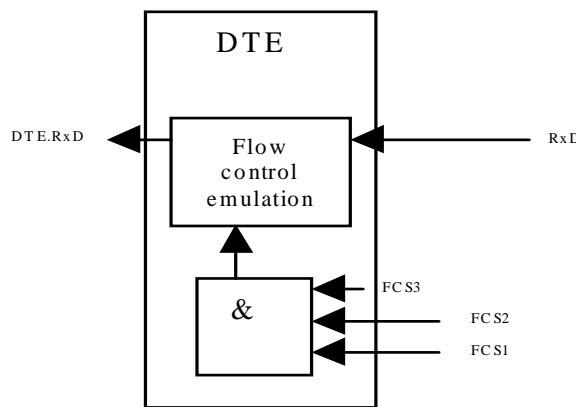 DTE
DTE.RxD
RxD
Flow
control
emulation
&
FCS3
FCS2
FCS1